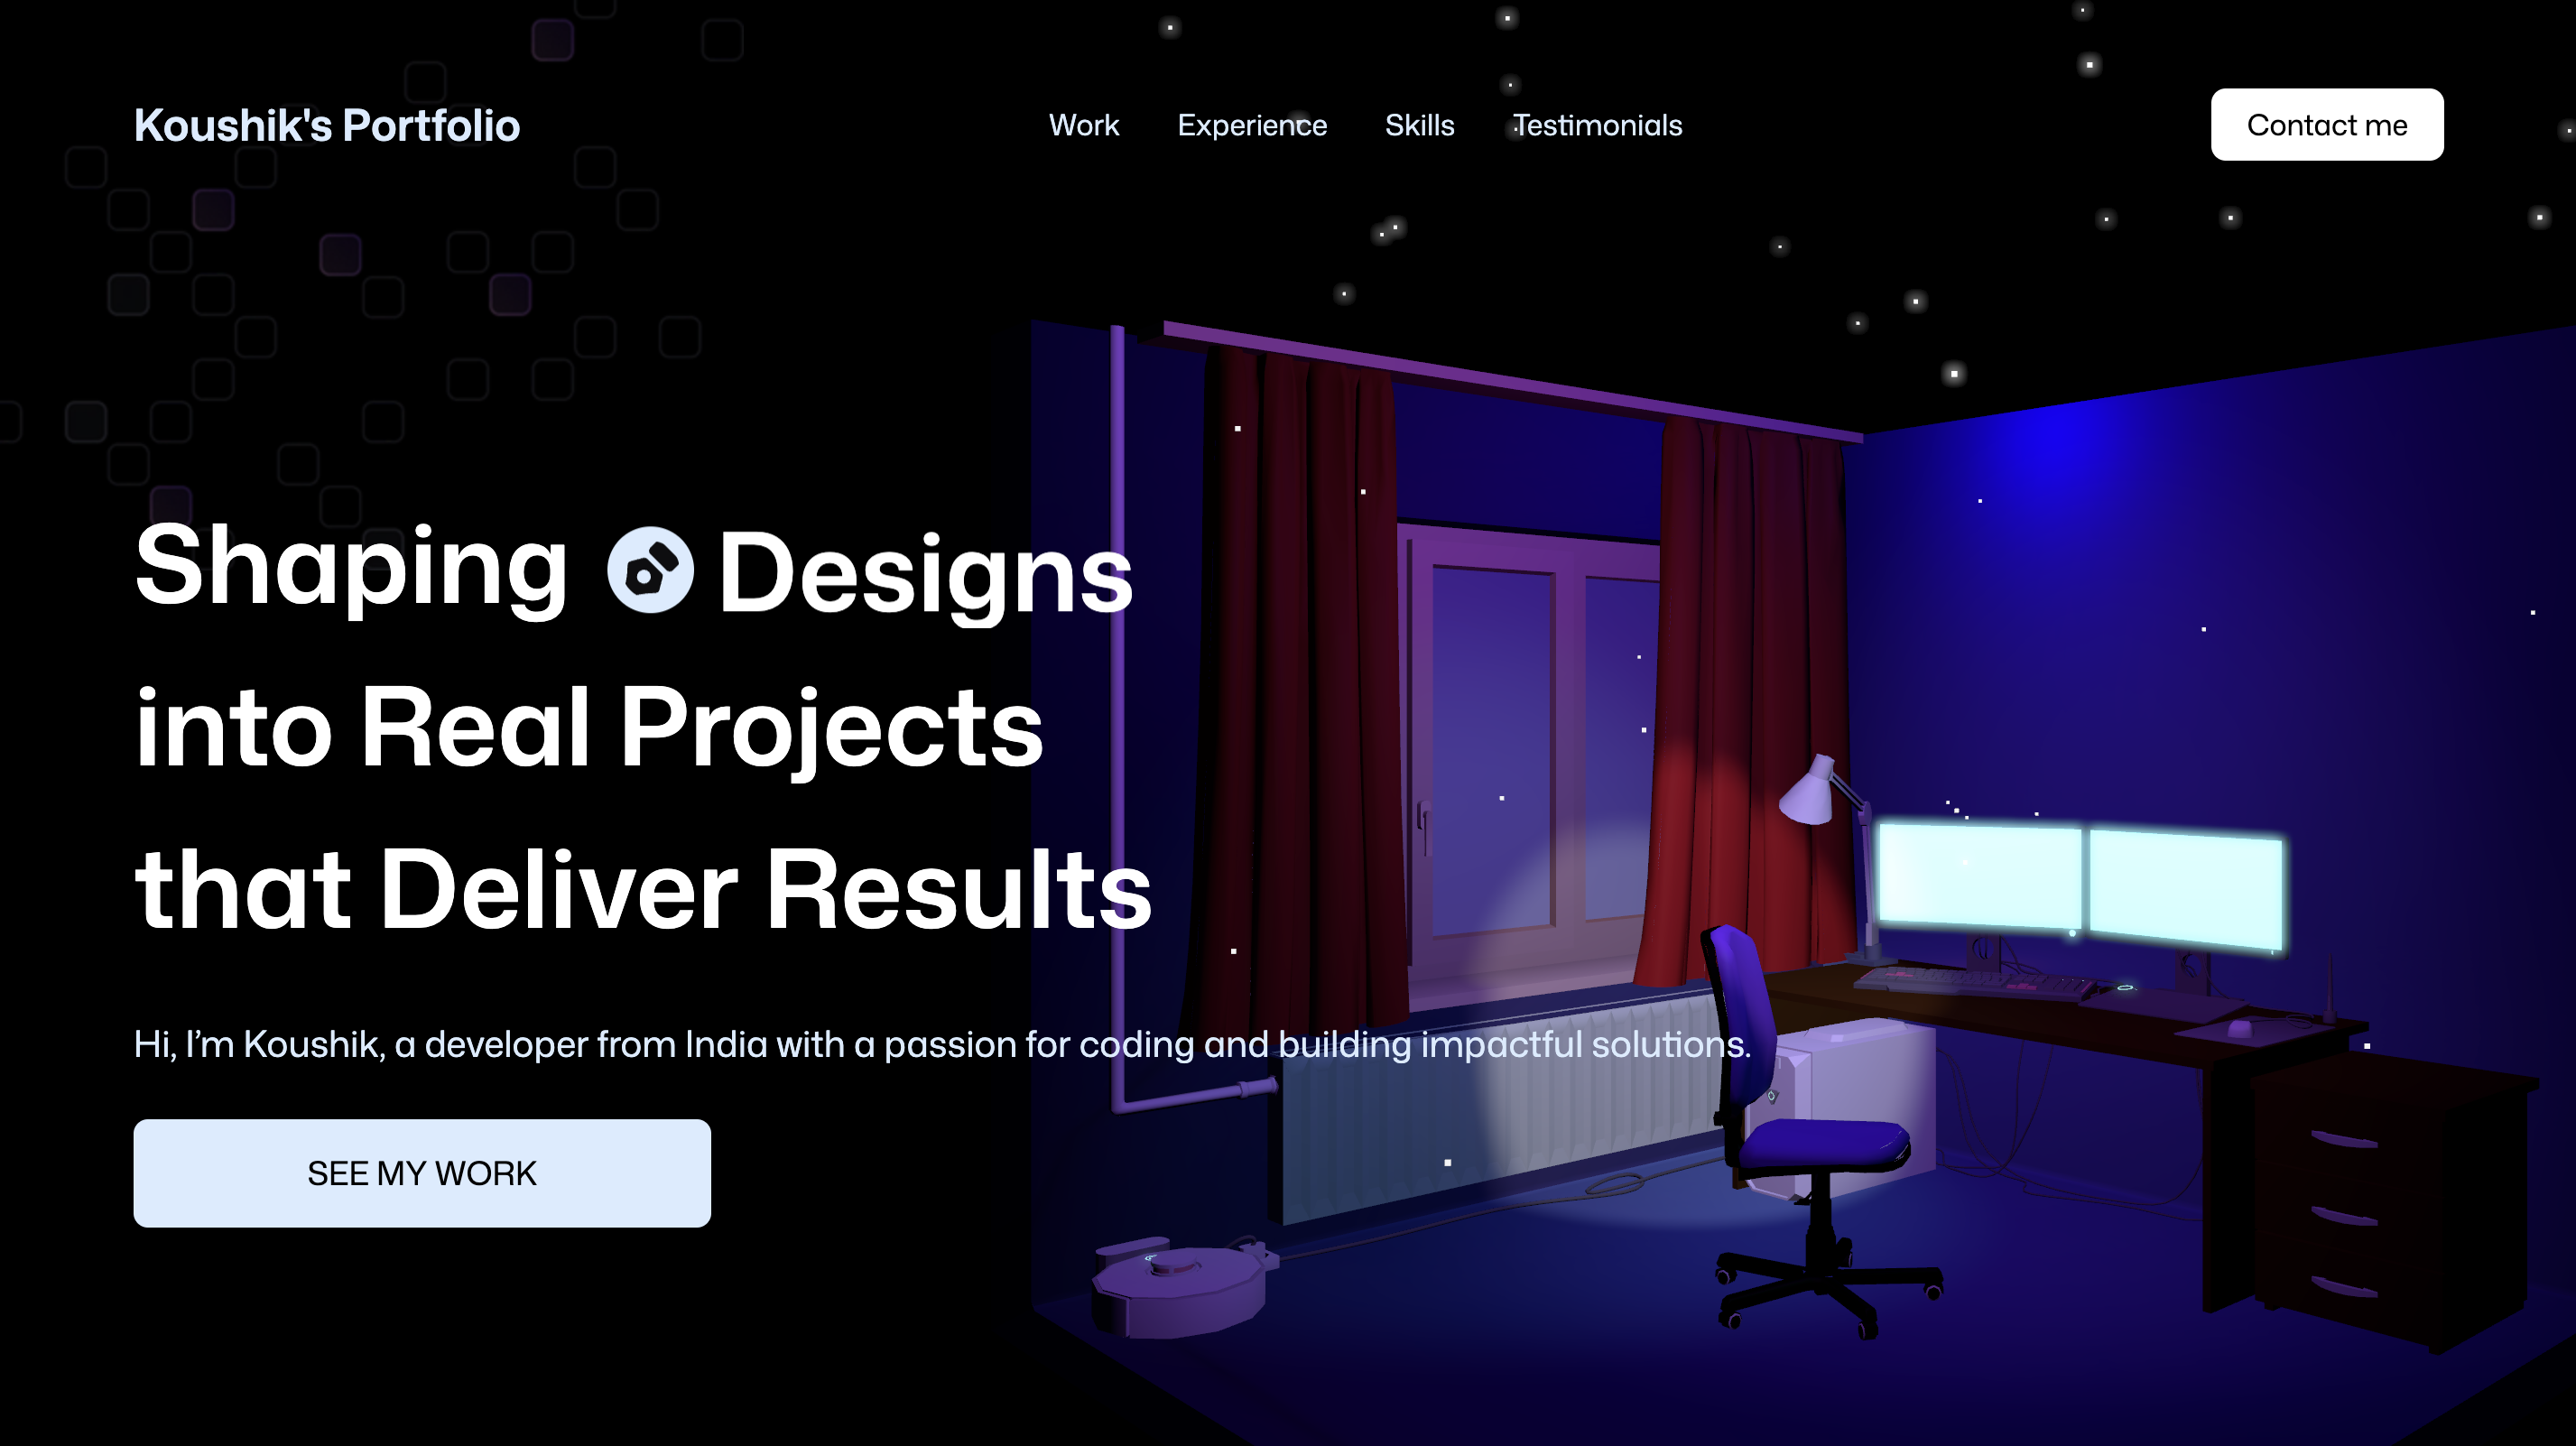 Koushik's Portfolio
Work Experience Skills Testimonials
Contact me
Shaping Designs
into Real Projects
that Deliver Results
Hi, I’m Koushik, a developer from India with a passion for coding and building impactful solutions.
SEE MY WORK